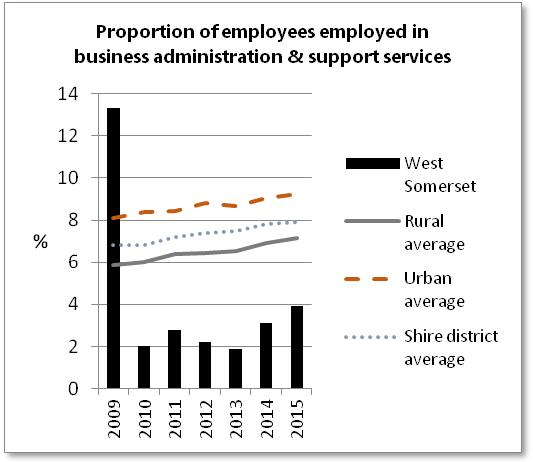 Proportion of employees employed in
business administration & support services
14
12
10
8
6
4
2
0
%
2009
2010
2011
2012
2013
2014
2015
West
Somerset
Rural
average
Urban
average
Shire district
average